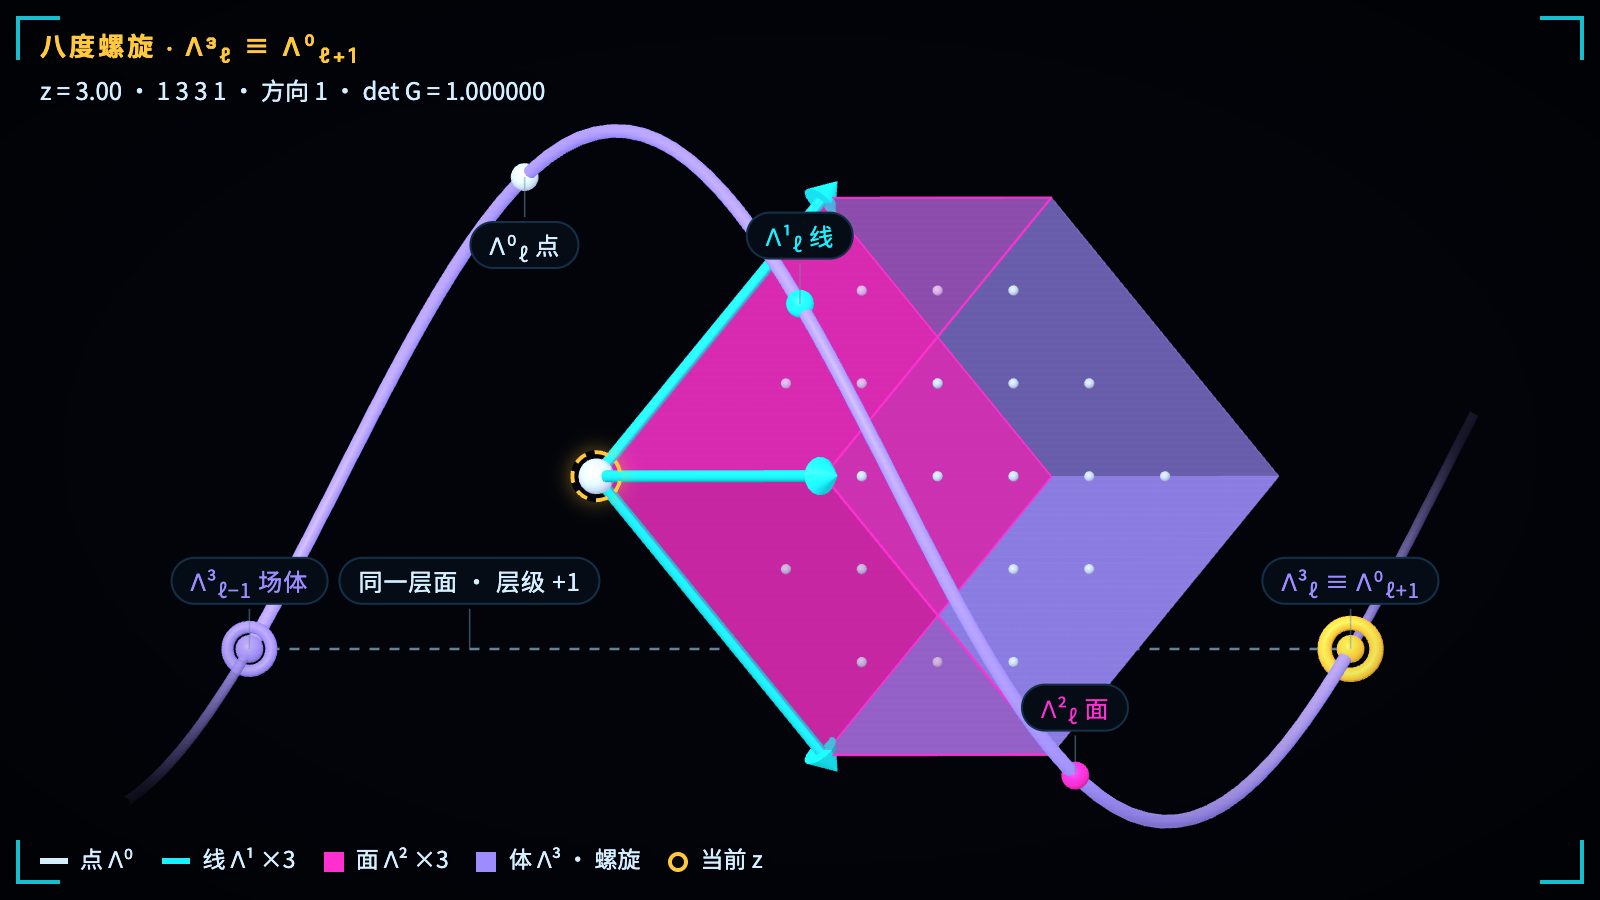 八度螺旋 · Λ³ℓ ≡ Λ⁰ℓ+1
z = 3.00 · 1 3 3 1 · 方向 1 · det G = 1.000000
Λ⁰ℓ 点
Λ¹ℓ 线
Λ³ℓ−1 场体
同一层面 · 层级 +1
Λ³ℓ ≡ Λ⁰ℓ+1
Λ²ℓ 面
点 Λ⁰ 线 Λ¹ ×3 面 Λ² ×3 体 Λ³ · 螺旋 当前 z